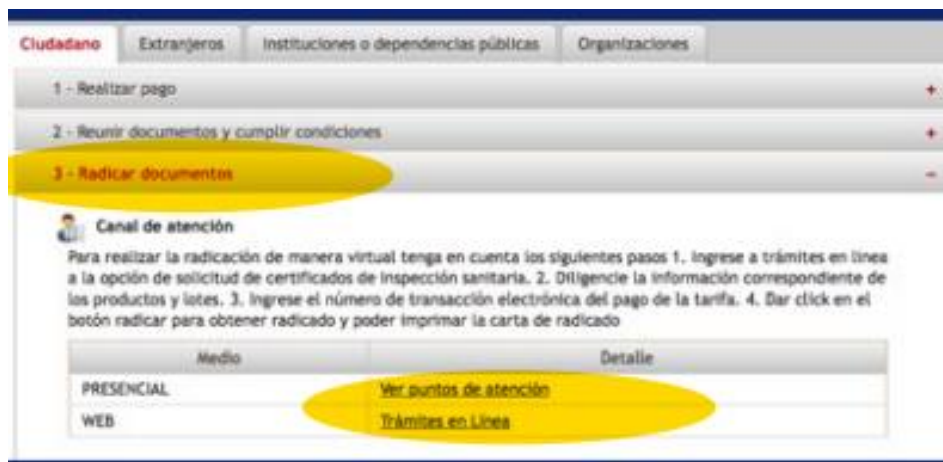 Ciudadano Extranjeros Instituciones o dependencias públicas Organizaciones
1 - Realizar pago +
2 - Reunir documentos y cumplir condiciones +
3 - Radicar documentos -
Canal de atención
Para realizar la radicación de manera virtual tenga en cuenta los siguientes pasos 1. Ingrese a trámites en línea
a la opción de solicitud de certificados de inspección sanitaria. 2. Diligencie la información correspondiente de
los productos y lotes. 3. Ingrese el número de transacción electrónica del pago de la tarifa. 4. Dar click en el
botón radicar para obtener radicado y poder imprimar la carta de radicado
Medio Detalle
PRESENCIAL Ver puntos de atención
WEB Trámites en Línea